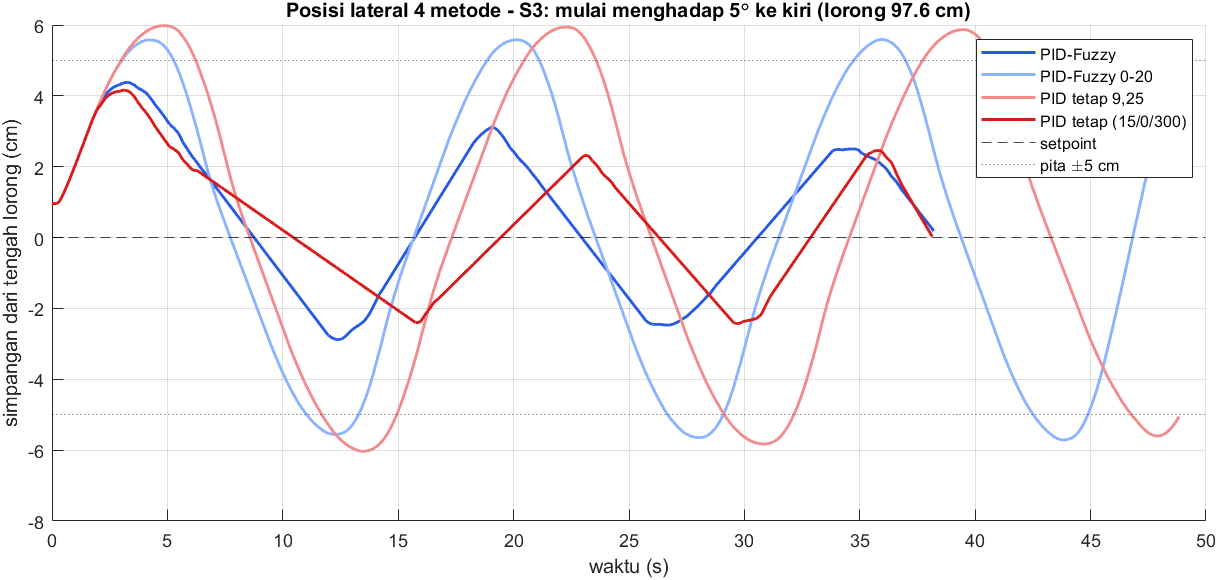 Posisi lateral 4 metode - S3: mulai menghadap 5° ke kiri (lorong 97.6 cm)
simpangan dari tengah lorong (cm)
6
4
2
0
-2
-4
-6
-8
PID-Fuzzy
PID-Fuzzy 0-20
PID tetap 9,25
PID tetap (15/0/300)
setpoint
pita ±5 cm
0 5 10 15 20 25 30 35 40 45 50
waktu (s)